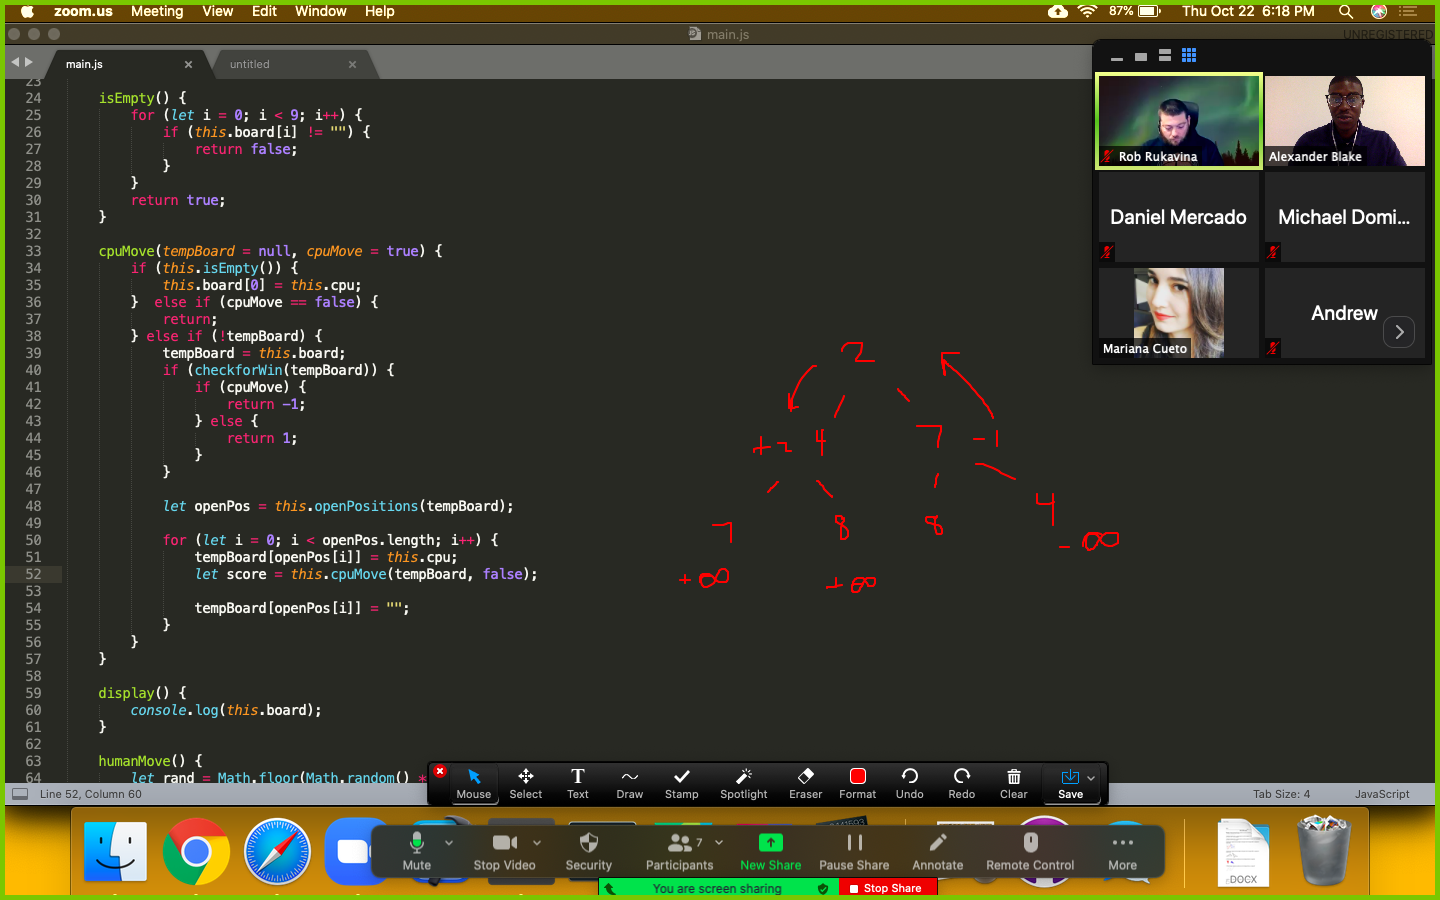 zoom.us Meeting View Edit Window Help 87% Thu Oct 22 6:18 PM
main.js
UNREGISTERED
main.js × untitled ×
23
24 isEmpty() {
25 for (let i = 0; i < 9; i++) {
26 if (this.board[i] != "") {
27 return false;
28 }
29 }
30 return true;
31 }
32
33 cpuMove(tempBoard = null, cpuMove = true) {
34 if (this.isEmpty()) {
35 this.board[0] = this.cpu;
36 } else if (cpuMove == false) {
37 return;
38 } else if (!tempBoard) {
39 tempBoard = this.board;
40 if (checkforWin(tempBoard)) {
41 if (cpuMove) {
42 return -1;
43 } else {
44 return 1;
45 }
46 }
47
48 let openPos = this.openPositions(tempBoard);
49
50 for (let i = 0; i < openPos.length; i++) {
51 tempBoard[openPos[i]] = this.cpu;
52 let score = this.cpuMove(tempBoard, false);
53
54 tempBoard[openPos[i]] = "";
55 }
56 }
57 }
58
59 display() {
60 console.log(this.board);
61 }
62
63 humanMove() {
64 let rand = Math.floor(Math.random() *
2
4 7 -1
7 8 8 4
+∞ +∞ -∞
Rob Rukavina
Alexander Blake
Daniel Mercado
Michael Domi...
Mariana Cueto
Andrew
Mouse Select Text Draw Stamp Spotlight Eraser Format Undo Redo Clear Save
Line 52, Column 60
Tab Size: 4 JavaScript
7
Mute Stop Video Security Participants New Share Pause Share Annotate Remote Control More
You are screen sharing Stop Share
DOCX